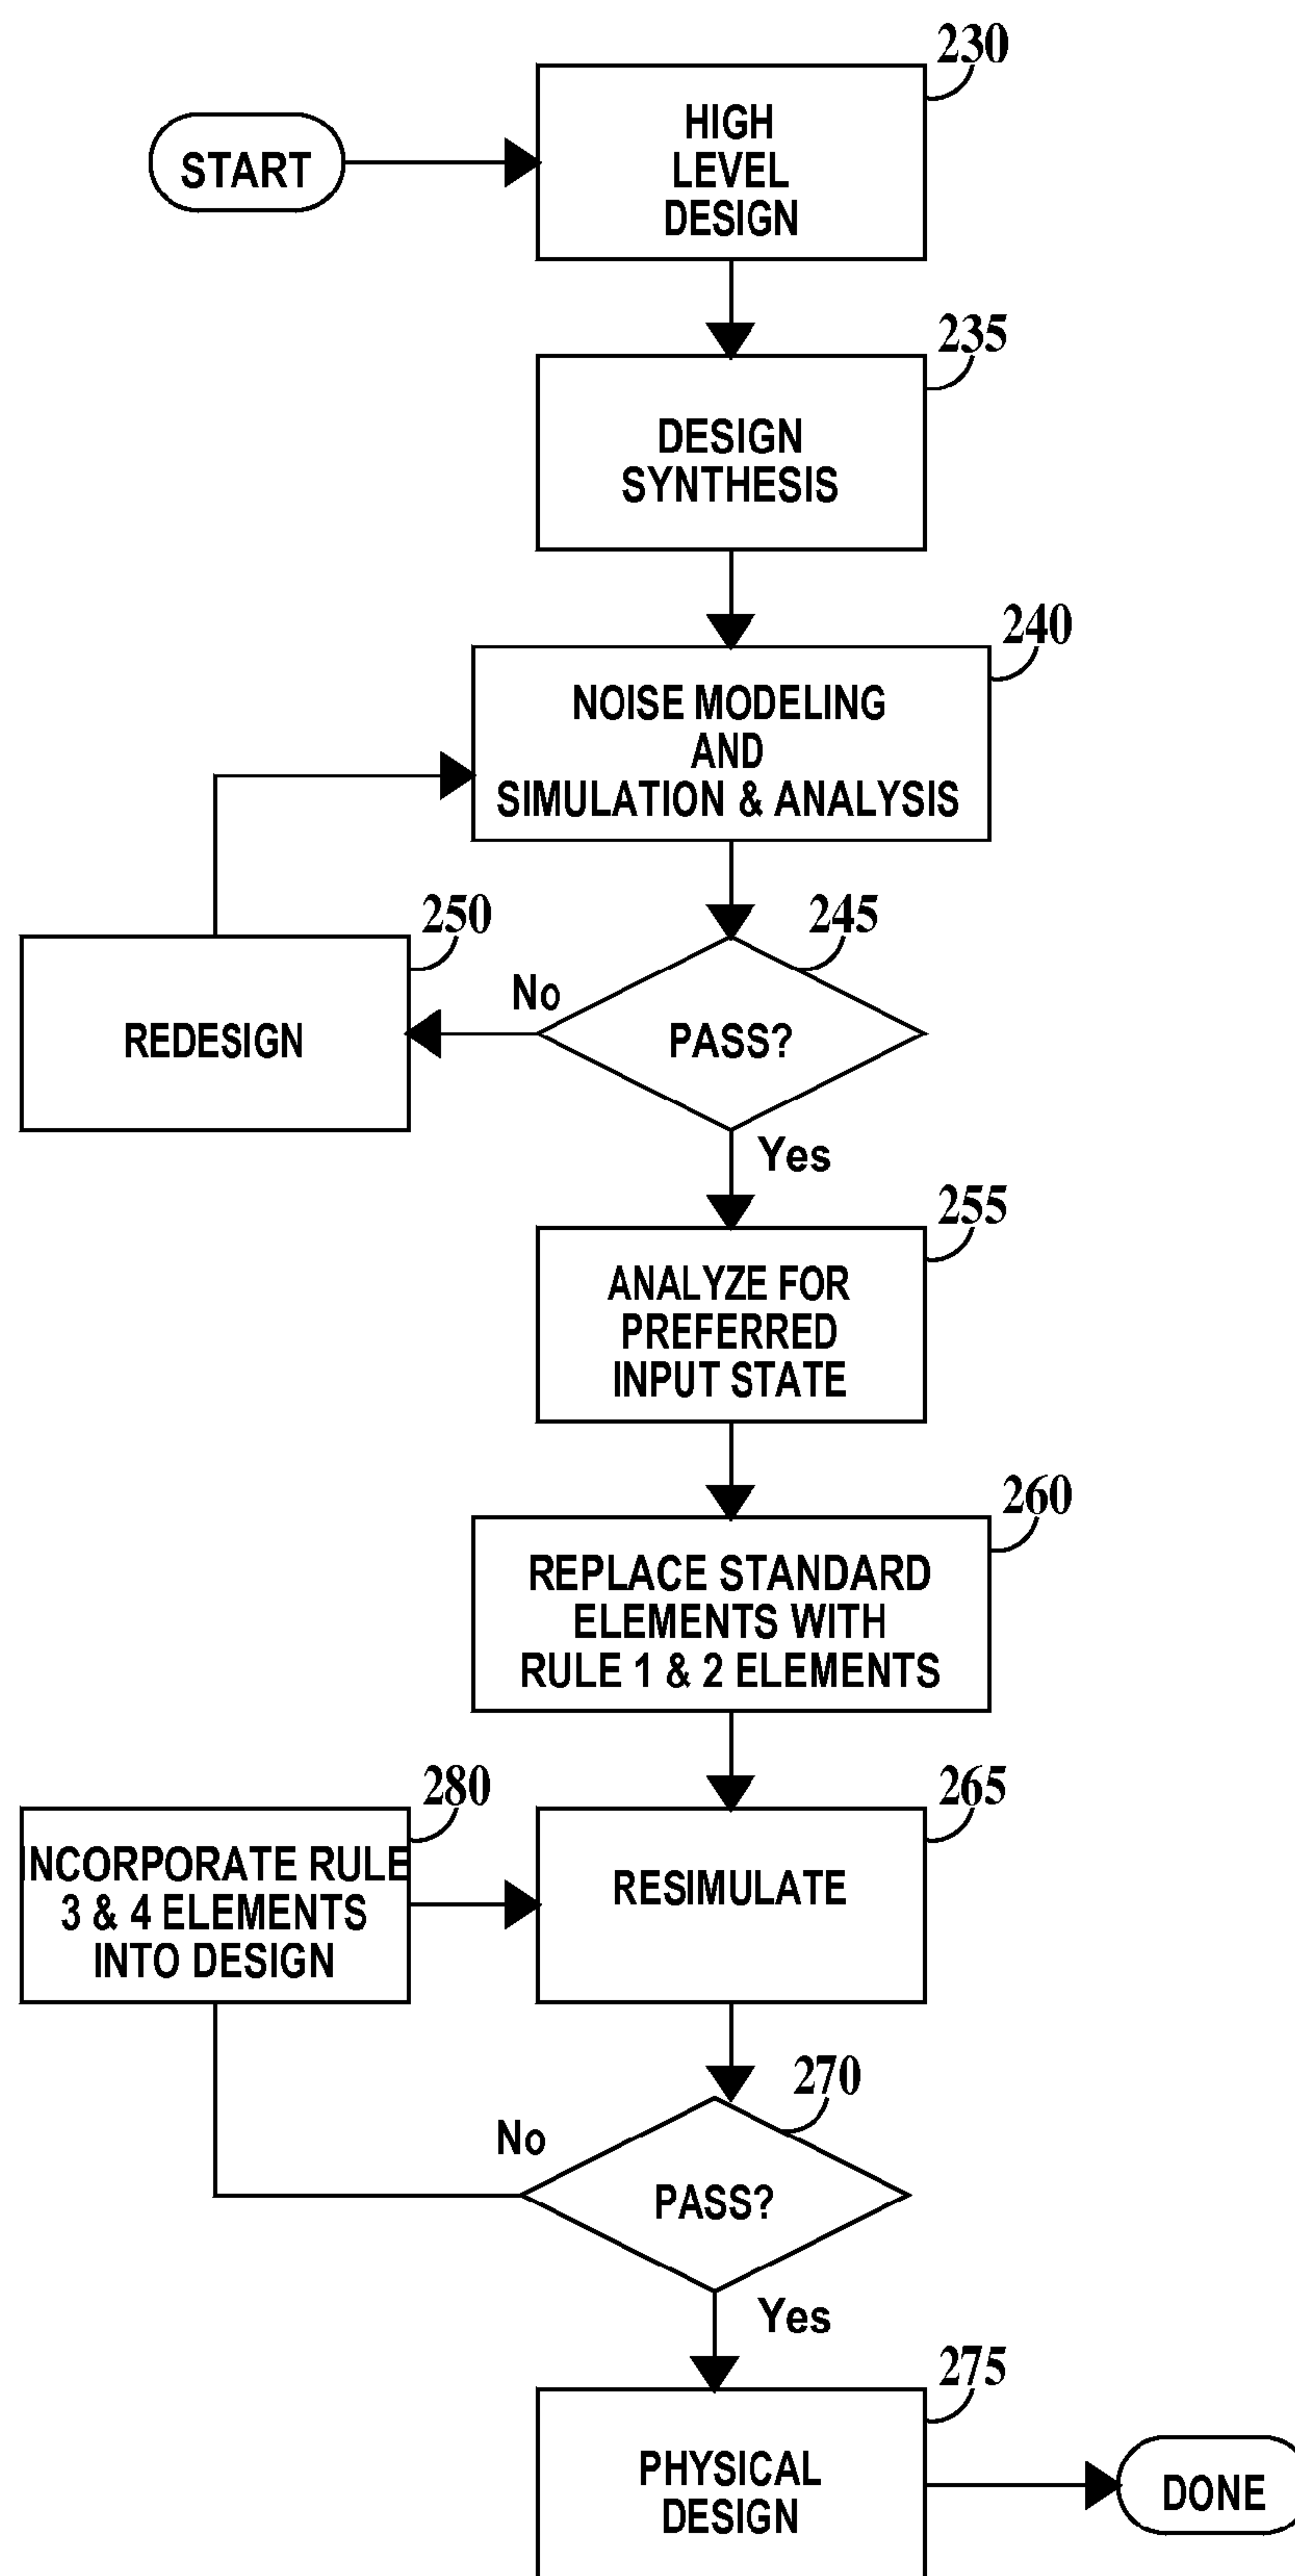 230
START
HIGH
LEVEL
DESIGN
235
DESIGN
SYNTHESIS
240
NOISE MODELING
AND
SIMULATION & ANALYSIS
250
245
No
REDESIGN
PASS?
Yes
255
ANALYZE FOR
PREFERRED
INPUT STATE
260
REPLACE STANDARD
ELEMENTS WITH
RULE 1 & 2 ELEMENTS
280
265
INCORPORATE RULE
3 & 4 ELEMENTS
INTO DESIGN
RESIMULATE
270
No
PASS?
Yes
275
PHYSICAL
DESIGN
DONE